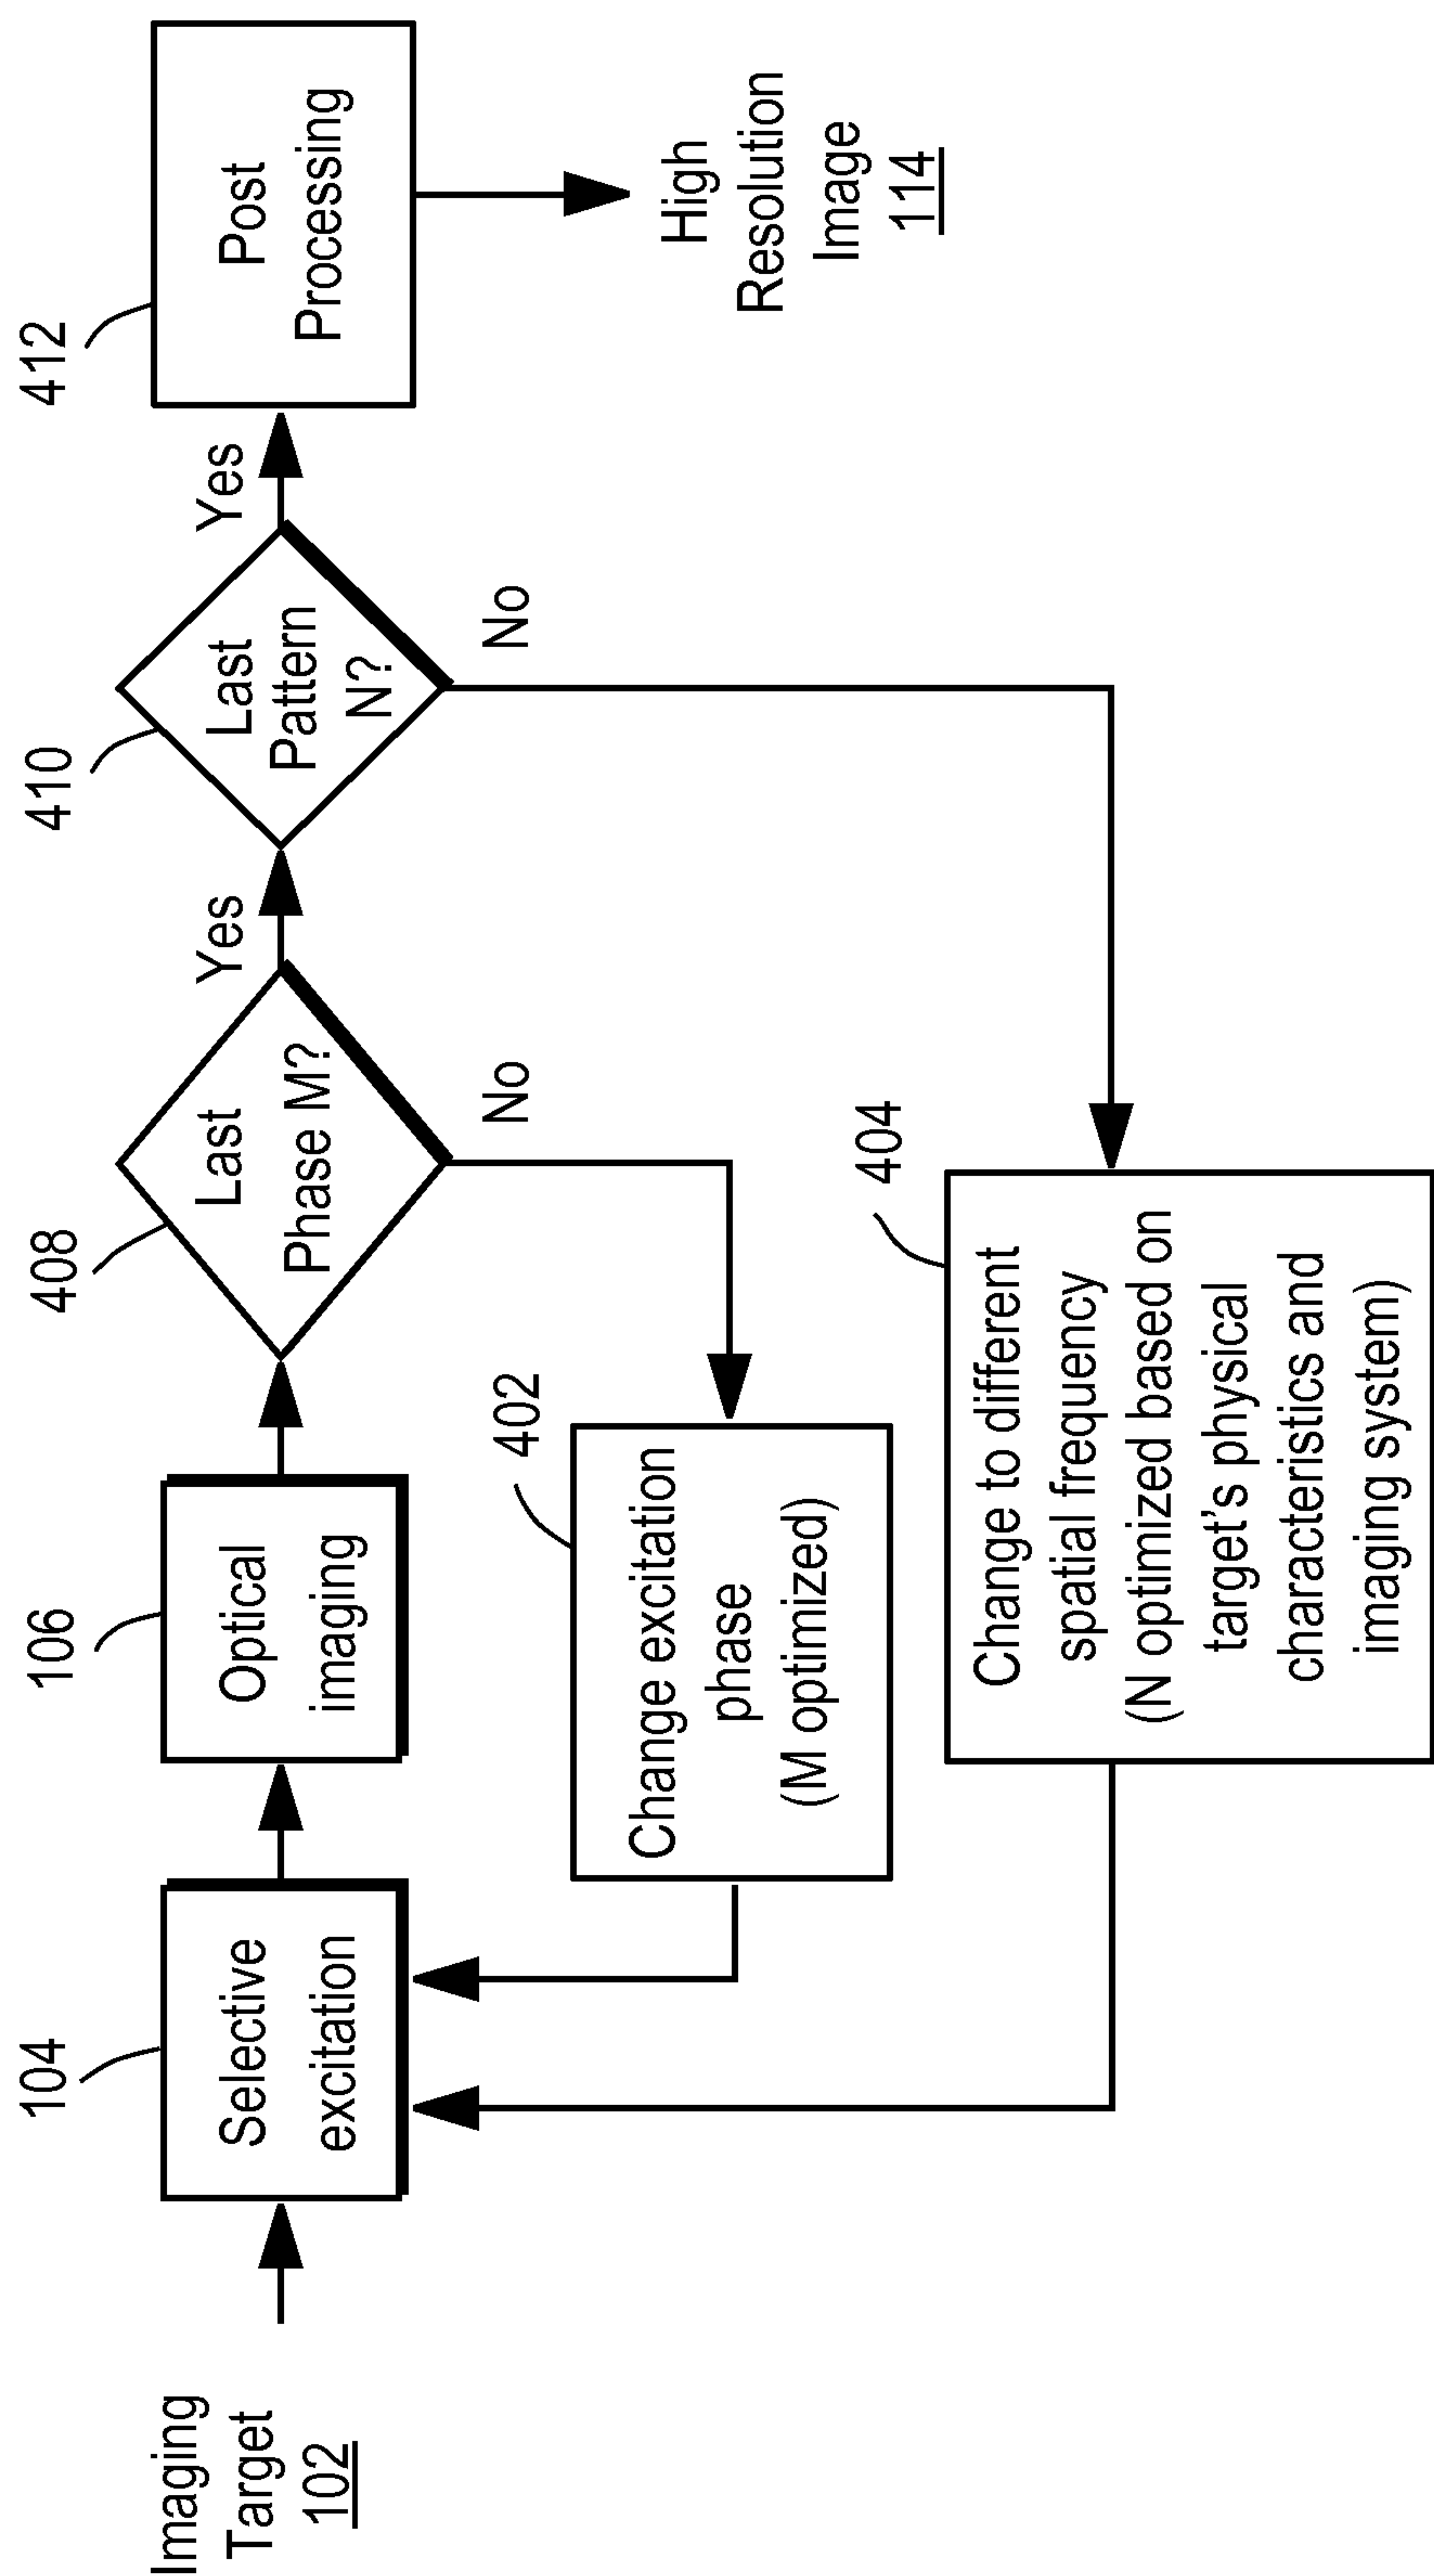 Imaging
Target
102
104
Selective
excitation
106
Optical
imaging
408
Last
Phase M?
Yes
No
410
Last
Pattern
N?
Yes
No
412
Post
Processing
High
Resolution
Image
114
402
Change excitation
phase
(M optimized)
404
Change to different
spatial frequency
(N optimized based on
target's physical
characteristics and
imaging system)